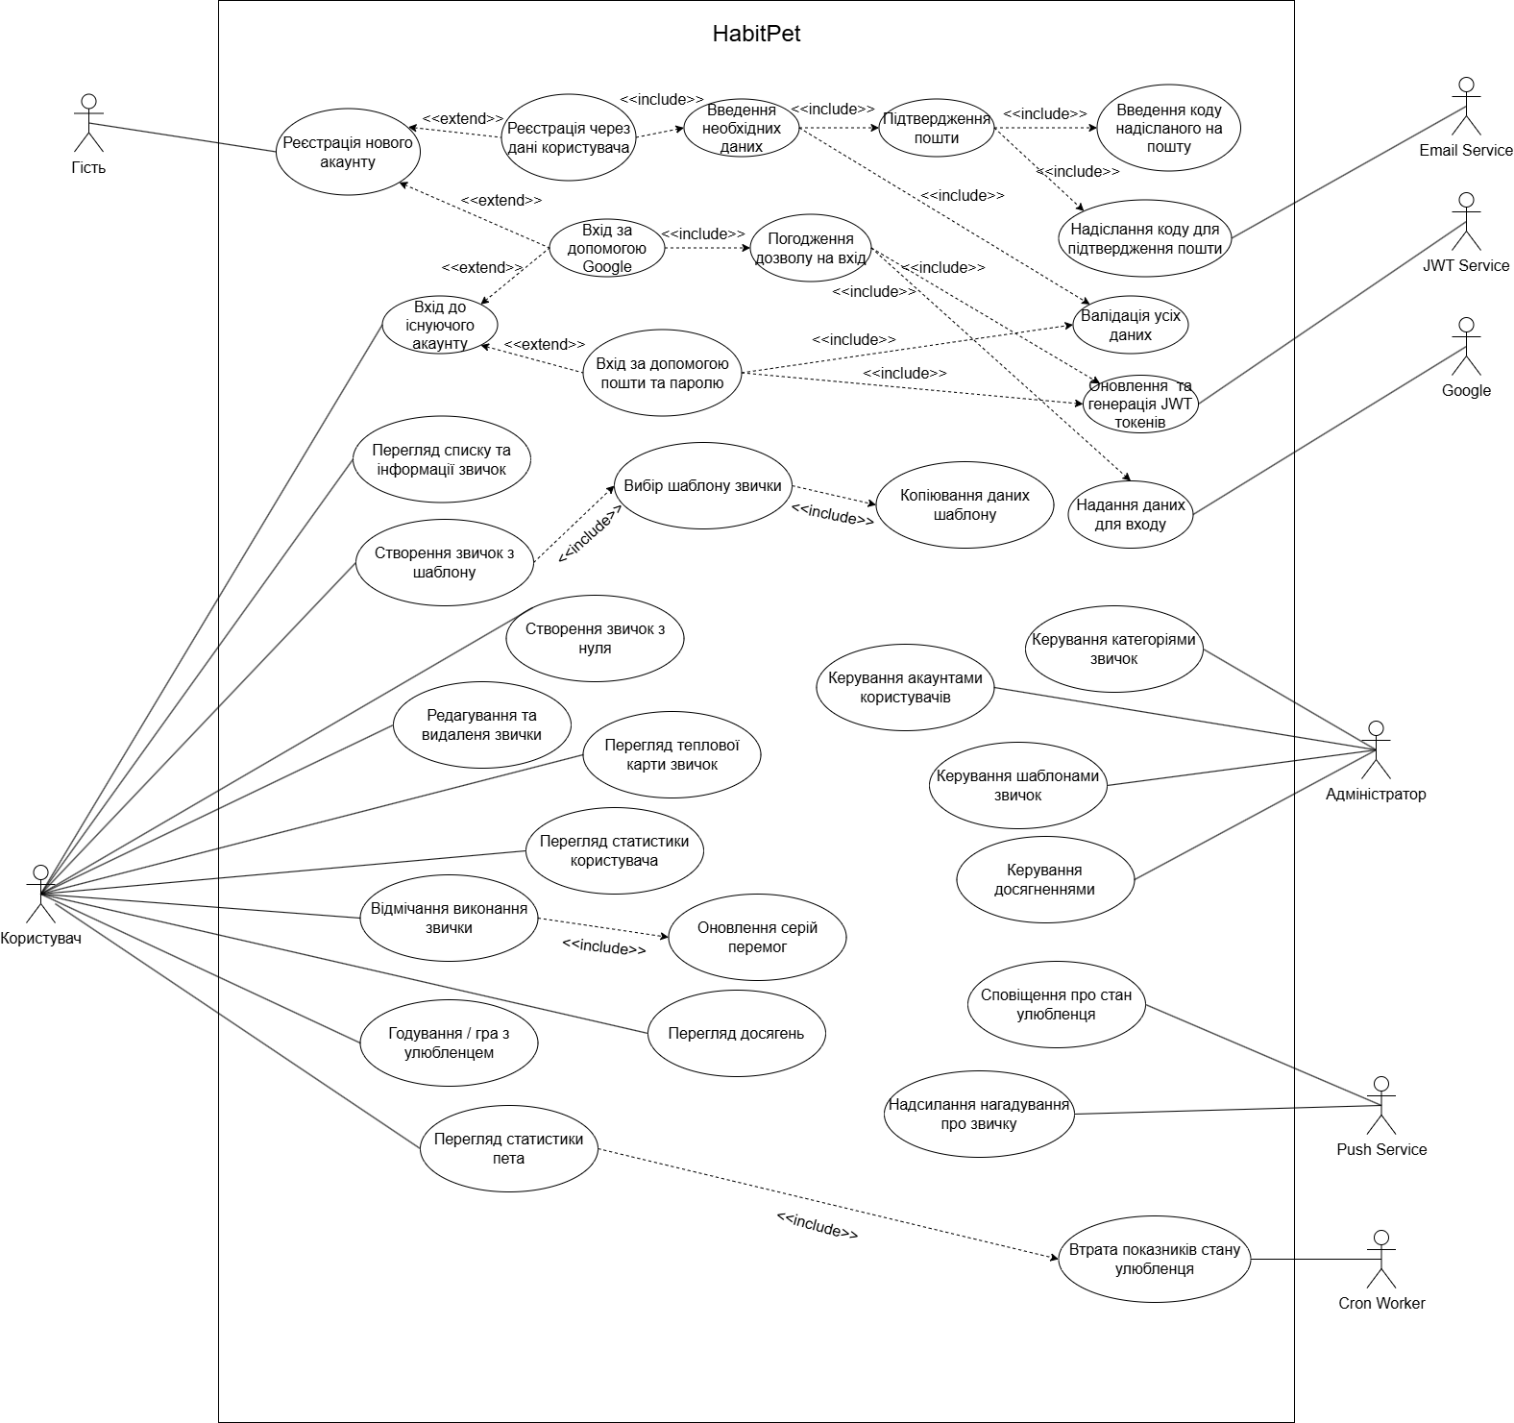 HabitPet
Гість
Реєстрація нового
акаунту
<<extend>>
Реєстрація через
дані користувача
<<include>>
Введення
необхідних
даних
<<include>>
Підтвердження
пошти
<<include>>
Введення коду
надісланого на
пошту
Email Service
<<include>>
Надіслання коду для
підтвердження пошти
<<include>>
JWT Service
<<extend>>
Вхід за
допомогою
Google
<<include>>
Погодження
дозволу на вхід
<<include>>
<<include>>
<<extend>>
Вхід до
існуючого
акаунту
<<extend>>
Вхід за допомогою
пошти та паролю
<<include>>
<<include>>
Валідація усіх
даних
Оновлення та
генерація JWT
токенів
Google
Перегляд списку та
інформації звичок
Вибір шаблону звички
<<include>>
Копіювання даних
шаблону
Надання даних
для входу
<<include>>
Створення звичок з
шаблону
Створення звичок з
нуля
Керування категоріями
звичок
Керування акаунтами
користувачів
Редагування та
видаленя звички
Перегляд теплової
карти звичок
Керування шаблонами
звичок
Адміністратор
Перегляд статистики
користувача
Керування
досягненнями
Користувач
Відмічання виконання
звички
<<include>>
Оновлення серій
перемог
Сповіщення про стан
улюбленця
Годування / гра з
улюбленцем
Перегляд досягень
Надсилання нагадування
про звичку
Push Service
Перегляд статистики
пета
<<include>>
Втрата показників стану
улюбленця
Cron Worker